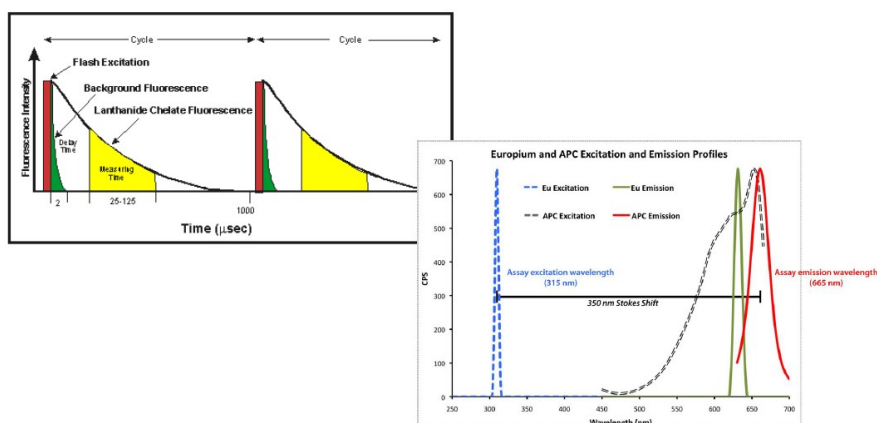 Cycle
Cycle
Flash Excitation
Background Fluorescence
Lanthanide Chelate Fluorescence
Fluorescence Intensity
Delay
Time
Measuring
Time
2
25-125
1000
Time (μsec)
Europium and APC Excitation and Emission Profiles
700
600
500
400
300
200
100
0
CPS
Eu Excitation
Eu Emission
APC Excitation
APC Emission
Assay excitation wavelength
(315 nm)
Assay emission wavelength
(665 nm)
350 nm Stokes Shift
250
300
350
400
450
500
550
600
650
700
Wavelength (nm)